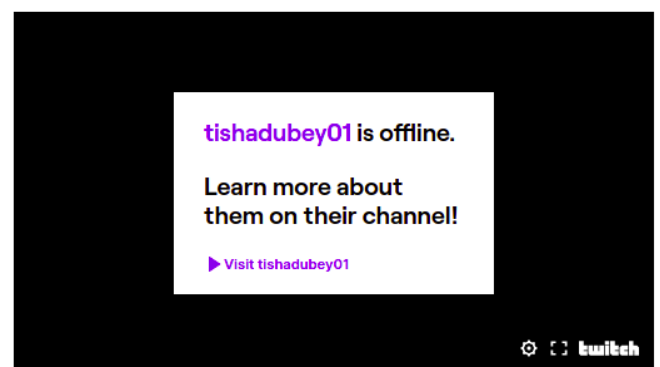 tishadubey01 is offline.
Learn more about
them on their channel!
Visit tishadubey01
twitch